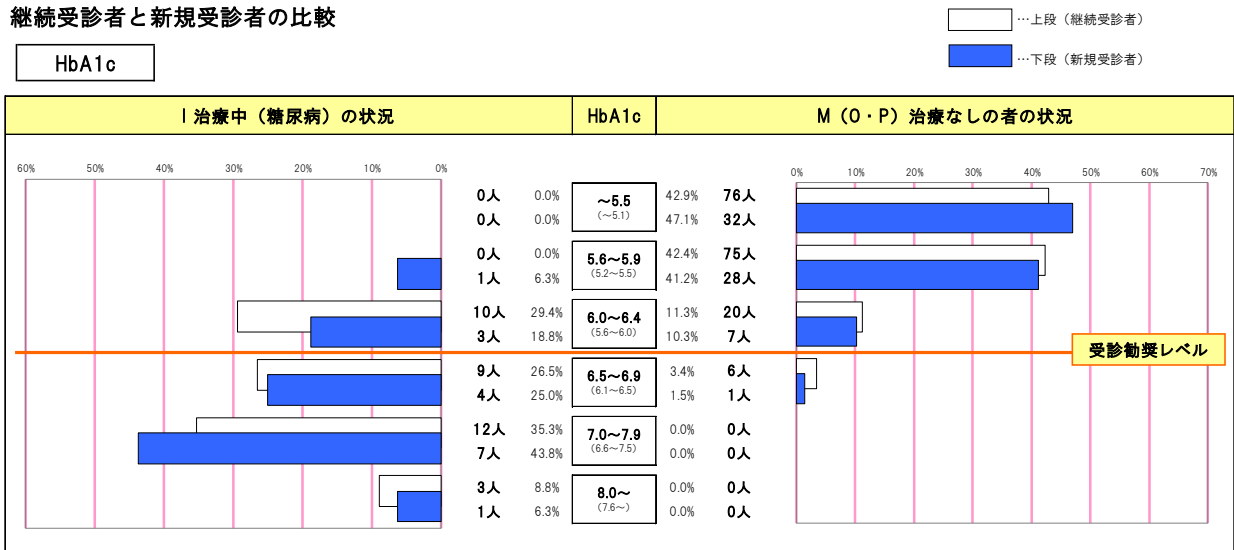 継続受診者と新規受診者の比較
…上段（継続受診者）
HbA1c
…下段（新規受診者）
Ⅰ治療中（糖尿病）の状況 HbA1c M（O・P）治療なしの者の状況
60% 50% 40% 30% 20% 10% 0% 0% 10% 20% 30% 40% 50% 60% 70%
0人 0.0% ～5.5 42.9% 76人
0人 0.0% （～5.1） 47.1% 32人
0人 0.0% 5.6～5.9 42.4% 75人
1人 6.3% （5.2～5.5） 41.2% 28人
10人 29.4% 6.0～6.4 11.3% 20人
3人 18.8% （5.6～6.0） 10.3% 7人
受診勧奨レベル
9人 26.5% 6.5～6.9 3.4% 6人
4人 25.0% （6.1～6.5） 1.5% 1人
12人 35.3% 7.0～7.9 0.0% 0人
7人 43.8% （6.6～7.5） 0.0% 0人
3人 8.8% 8.0～ 0.0% 0人
1人 6.3% （7.6～） 0.0% 0人